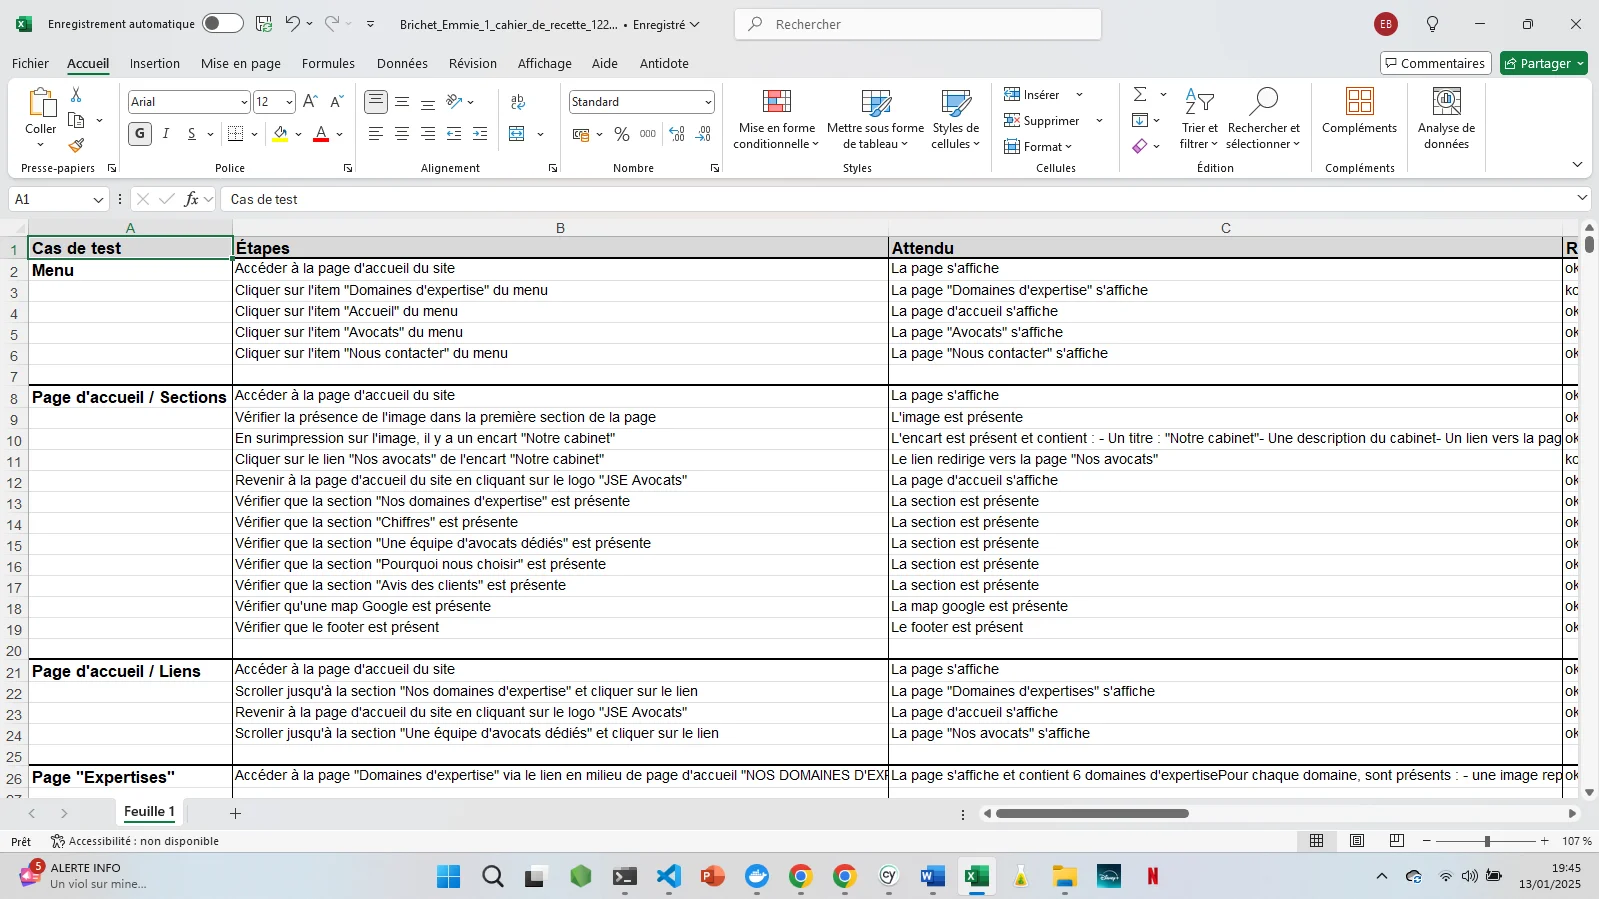 Enregistrement automatique
Brichet_Emmie_1_cahier_de_recette_122... • Enregistré
Rechercher
EB
Fichier Accueil Insertion Mise en page Formules Données Révision Affichage Aide Antidote
Commentaires Partager
Coller
Presse-papiers
Arial 12
G I S
Police
Alignement
Standard
% 000
Nombre
Mise en forme conditionnelle
Mettre sous forme de tableau
Styles de cellules
Styles
Insérer
Supprimer
Format
Cellules
Trier et filtrer
Rechercher et sélectionner
Édition
Compléments
Compléments
Analyse de données
A1 fx Cas de test
A B C
1 Cas de test Étapes Attendu R
2 Menu Accéder à la page d'accueil du site La page s'affiche ok
3 Cliquer sur l'item "Domaines d'expertise" du menu La page "Domaines d'expertise" s'affiche ko
4 Cliquer sur l'item "Accueil" du menu La page d'accueil s'affiche ok
5 Cliquer sur l'item "Avocats" du menu La page "Avocats" s'affiche ok
6 Cliquer sur l'item "Nous contacter" du menu La page "Nous contacter" s'affiche ok
7
8 Page d'accueil / Sections Accéder à la page d'accueil du site La page s'affiche ok
9 Vérifier la présence de l'image dans la première section de la page L'image est présente ok
10 En surimpression sur l'image, il y a un encart "Notre cabinet" L'encart est présent et contient : - Un titre : "Notre cabinet"- Une description du cabinet- Un lien vers la pag ok
11 Cliquer sur le lien "Nos avocats" de l'encart "Notre cabinet" Le lien redirige vers la page "Nos avocats" ko
12 Revenir à la page d'accueil du site en cliquant sur le logo "JSE Avocats" La page d'accueil s'affiche ok
13 Vérifier que la section "Nos domaines d'expertise" est présente La section est présente ok
14 Vérifier que la section "Chiffres" est présente La section est présente ok
15 Vérifier que la section "Une équipe d'avocats dédiés" est présente La section est présente ok
16 Vérifier que la section "Pourquoi nous choisir" est présente La section est présente ok
17 Vérifier que la section "Avis des clients" est présente La section est présente ok
18 Vérifier qu'une map Google est présente La map google est présente ok
19 Vérifier que le footer est présent Le footer est présent ok
20
21 Page d'accueil / Liens Accéder à la page d'accueil du site La page s'affiche ok
22 Scroller jusqu'à la section "Nos domaines d'expertise" et cliquer sur le lien La page "Domaines d'expertises" s'affiche ok
23 Revenir à la page d'accueil du site en cliquant sur le logo "JSE Avocats" La page d'accueil s'affiche ok
24 Scroller jusqu'à la section "Une équipe d'avocats dédiés" et cliquer sur le lien La page "Nos avocats" s'affiche ok
25
26 Page "Expertises" Accéder à la page "Domaines d'expertise" via le lien en milieu de page d'accueil "NOS DOMAINES D'EXP La page s'affiche et contient 6 domaines d'expertisePour chaque domaine, sont présents : - une image rep ok
Feuille 1
Prêt Accessibilité : non disponible 107 %
5 ALERTE INFO
Un viol sur mine...
19:45
13/01/2025